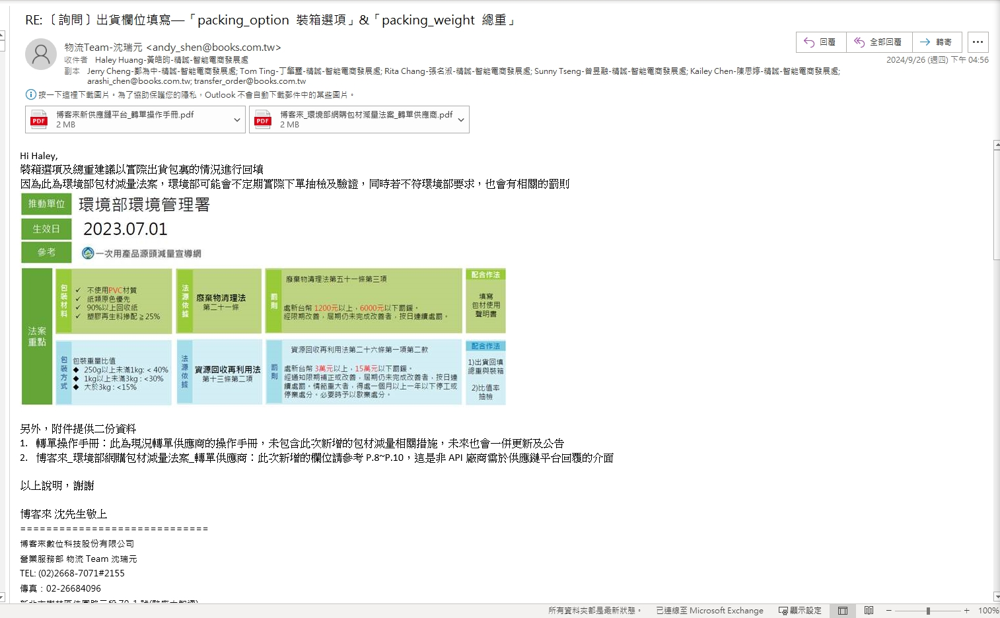 RE: 〔詢問〕出貨欄位填寫—「packing_option 裝箱選項」&「packing_weight 總重」
物流Team-沈瑞元 <andy_shen@books.com.tw>
回覆
全部回覆
轉寄
收件者 Haley Huang-黃皓昀-精誠-智能電商發展處
2024/9/26 (週四) 下午 04:56
副本 Jerry Cheng-鄭為中-精誠-智能電商發展處; Tom Ting-丁肇璽-精誠-智能電商發展處; Rita Chang-張名淑-精誠-智能電商發展處; Sunny Tseng-曾昱融-精誠-智能電商發展處; Kailey Chen-陳思婷-精誠-智能電商發展處;
arashi_chen@books.com.tw; transfer_order@books.com.tw
按一下這裡下載圖片。為了協助保護您的隱私，Outlook 不會自動下載郵件中的某些圖片。
PDF
博客來新供應鏈平台_轉單操作手冊.pdf
2 MB
PDF
博客來_環境部網購包材減量法案_轉單供應商.pdf
2 MB
Hi Haley,
裝箱選項及總重建議以實際出貨包裹的情況進行回填
因為此為環境部包材減量法案，環境部可能會不定期實際下單抽檢及驗證，同時若不符環境部要求，也會有相關的罰則
推動單位 環境部環境管理署
生效日 2023.07.01
參考 一次用產品源頭減量宣導網
法案
重點
包裝材料
✓ 不使用PVC材質
✓ 紙類原色優先
✓ 90%以上回收紙
✓ 塑膠再生料摻配≧25%
法源依據
廢棄物清理法
第二十一條
罰則
廢棄物清理法第五十一條第三項
處新台幣 1200元以上，6000元以下罰鍰。
經限期改善，屆期仍未完成改善者，按日連續處罰。
配合作法
填寫
包材使用
聲明書
包裝方式
包裝重量比值
◆ 250g以上未滿1kg: < 40%
◆ 1kg以上未滿3kg : <30%
◆ 大於3kg : <15%
法源依據
資源回收再利用法
第十三條第二項
罰則
資源回收再利用法第二十六條第一項第二款
處新台幣 3萬元以上，15萬元以下罰鍰。
經通知限期補正或改善，屆期仍未完成改善者，按日連
續處罰。情節重大者，得處一個月以上一年以下停工或
停業處分。必要時予以歇業處分。
配合作法
1)出貨回填
總重與裝箱
2)比值率
抽檢
另外，附件提供二份資料
1. 轉單操作手冊：此為現況轉單供應商的操作手冊，未包含此次新增的包材減量相關措施，未來也會一併更新及公告
2. 博客來_環境部網購包材減量法案_轉單供應商：此次新增的欄位請參考 P.8~P.10，這是非 API 廠商需於供應鏈平台回覆的介面
以上說明，謝謝
博客來 沈先生敬上
=============================
博客來數位科技股份有限公司
營業服務部 物流 Team 沈瑞元
TEL: (02)2668-7071#2155
傳真：02-26684096
所有資料夾都是最新狀態。
已連線至 Microsoft Exchange
顯示設定
100%